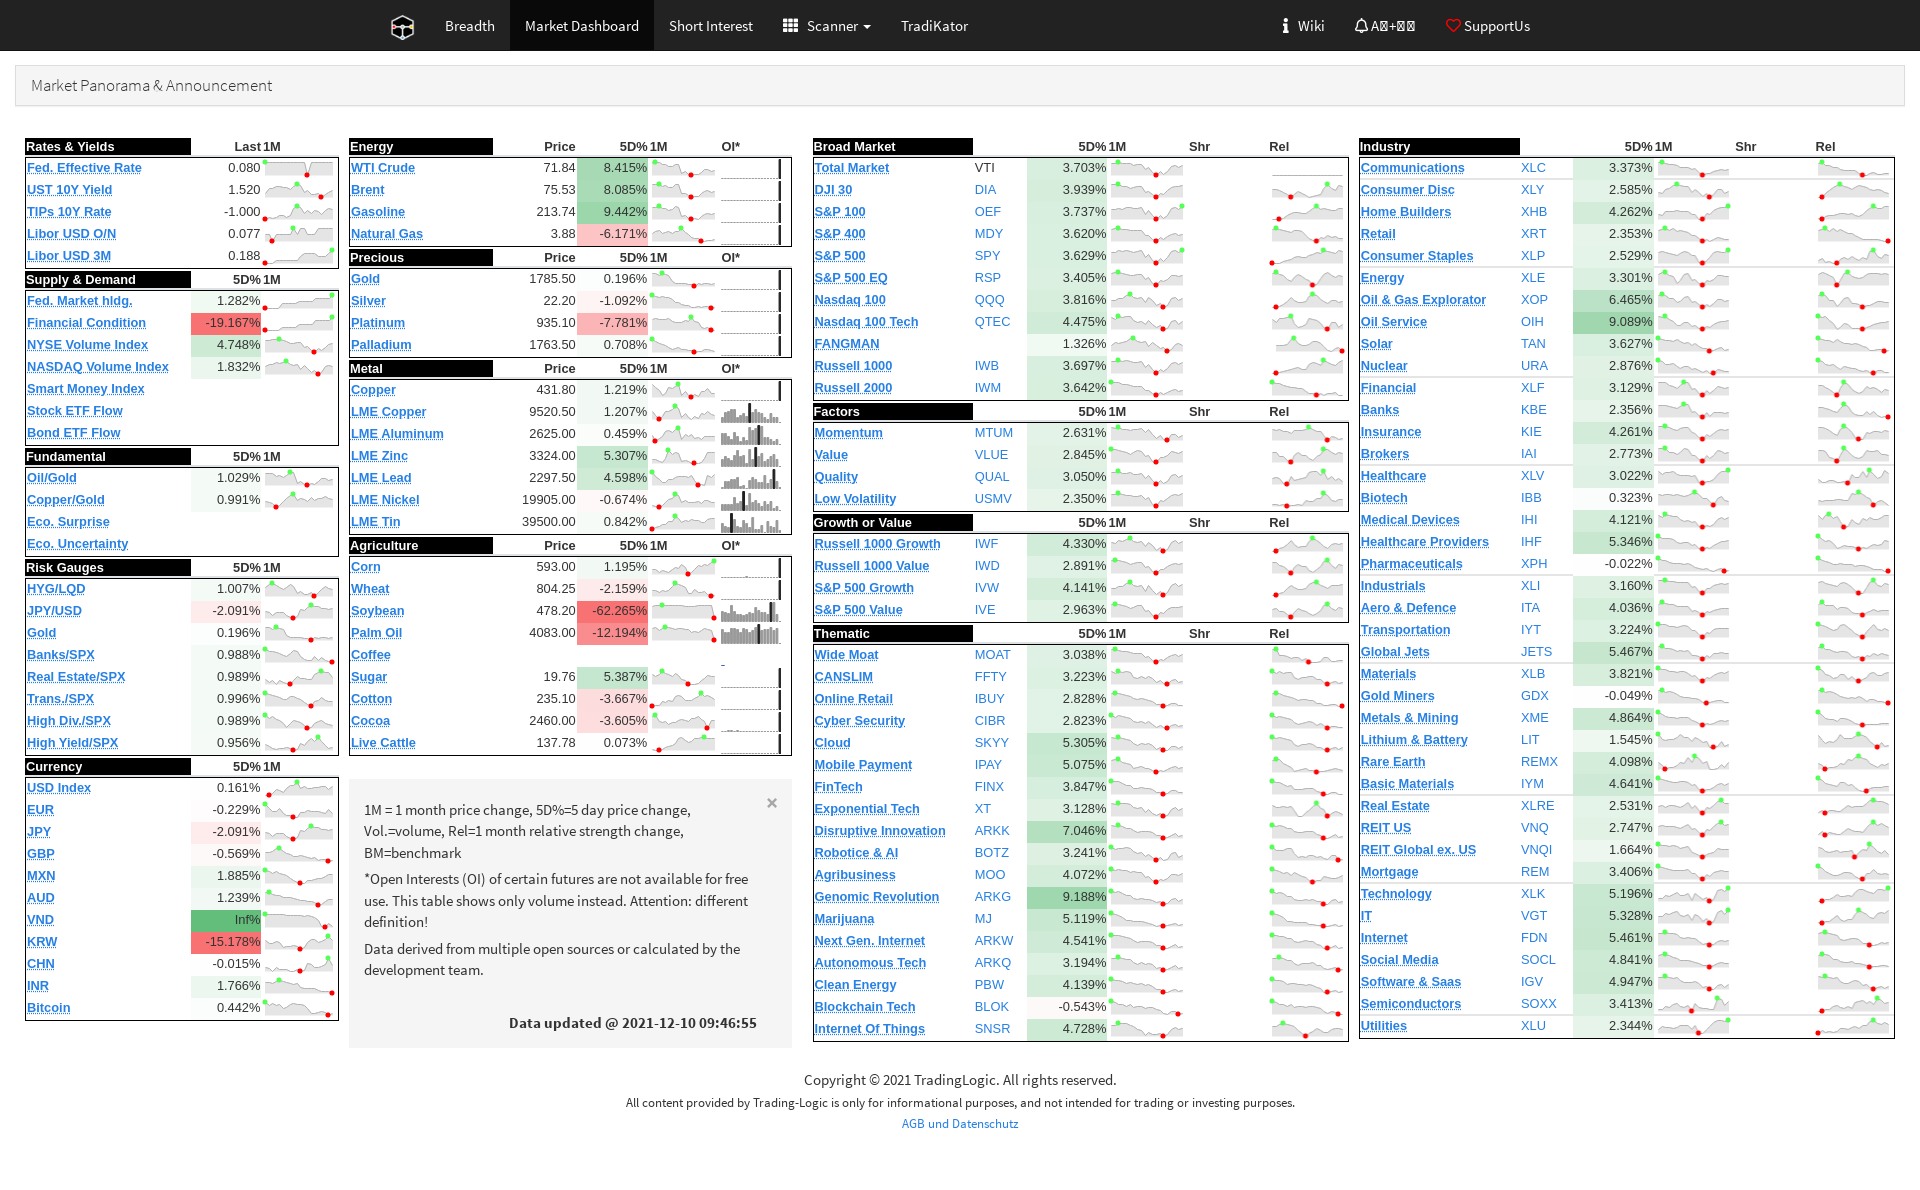 Breadth
Market Dashboard
Short Interest
Scanner
TradiKator
Wiki
SupportUs
Market Panorama & Announcement
Rates & Yields Last 1M
Fed. Effective Rate 0.080
UST 10Y Yield 1.520
TIPs 10Y Rate -1.000
Libor USD O/N 0.077
Libor USD 3M 0.188
Supply & Demand 5D% 1M
Fed. Market hldg. 1.282%
Financial Condition -19.167%
NYSE Volume Index 4.748%
NASDAQ Volume Index 1.832%
Smart Money Index
Stock ETF Flow
Bond ETF Flow
Fundamental 5D% 1M
Oil/Gold 1.029%
Copper/Gold 0.991%
Eco. Surprise
Eco. Uncertainty
Risk Gauges 5D% 1M
HYG/LQD 1.007%
JPY/USD -2.091%
Gold 0.196%
Banks/SPX 0.988%
Real Estate/SPX 0.989%
Trans./SPX 0.996%
High Div./SPX 0.989%
High Yield/SPX 0.956%
Currency 5D% 1M
USD Index 0.161%
EUR -0.229%
JPY -2.091%
GBP -0.569%
MXN 1.885%
AUD 1.239%
VND Inf%
KRW -15.178%
CHN -0.015%
INR 1.766%
Bitcoin 0.442%
Energy Price 5D% 1M OI*
WTI Crude 71.84 8.415%
Brent 75.53 8.085%
Gasoline 213.74 9.442%
Natural Gas 3.88 -6.171%
Precious Price 5D% 1M OI*
Gold 1785.50 0.196%
Silver 22.20 -1.092%
Platinum 935.10 -7.781%
Palladium 1763.50 0.708%
Metal Price 5D% 1M OI*
Copper 431.80 1.219%
LME Copper 9520.50 1.207%
LME Aluminum 2625.00 0.459%
LME Zinc 3324.00 5.307%
LME Lead 2297.50 4.598%
LME Nickel 19905.00 -0.674%
LME Tin 39500.00 0.842%
Agriculture Price 5D% 1M OI*
Corn 593.00 1.195%
Wheat 804.25 -2.159%
Soybean 478.20 -62.265%
Palm Oil 4083.00 -12.194%
Coffee
Sugar 19.76 5.387%
Cotton 235.10 -3.667%
Cocoa 2460.00 -3.605%
Live Cattle 137.78 0.073%
×
1M = 1 month price change, 5D%=5 day price change,
Vol.=volume, Rel=1 month relative strength change,
BM=benchmark
*Open Interests (OI) of certain futures are not available for free
use. This table shows only volume instead. Attention: different
definition!
Data derived from multiple open sources or calculated by the
development team.
Data updated @ 2021-12-10 09:46:55
Broad Market 5D% 1M Shr Rel
Total Market VTI 3.703%
DJI 30 DIA 3.939%
S&P 100 OEF 3.737%
S&P 400 MDY 3.620%
S&P 500 SPY 3.629%
S&P 500 EQ RSP 3.405%
Nasdaq 100 QQQ 3.816%
Nasdaq 100 Tech QTEC 4.475%
FANGMAN 1.326%
Russell 1000 IWB 3.697%
Russell 2000 IWM 3.642%
Factors 5D% 1M Shr Rel
Momentum MTUM 2.631%
Value VLUE 2.845%
Quality QUAL 3.050%
Low Volatility USMV 2.350%
Growth or Value 5D% 1M Shr Rel
Russell 1000 Growth IWF 4.330%
Russell 1000 Value IWD 2.891%
S&P 500 Growth IVW 4.141%
S&P 500 Value IVE 2.963%
Thematic 5D% 1M Shr Rel
Wide Moat MOAT 3.038%
CANSLIM FFTY 3.223%
Online Retail IBUY 2.828%
Cyber Security CIBR 2.823%
Cloud SKYY 5.305%
Mobile Payment IPAY 5.075%
FinTech FINX 3.847%
Exponential Tech XT 3.128%
Disruptive Innovation ARKK 7.046%
Robotice & AI BOTZ 3.241%
Agribusiness MOO 4.072%
Genomic Revolution ARKG 9.188%
Marijuana MJ 5.119%
Next Gen. Internet ARKW 4.541%
Autonomous Tech ARKQ 3.194%
Clean Energy PBW 4.139%
Blockchain Tech BLOK -0.543%
Internet Of Things SNSR 4.728%
Industry 5D% 1M Shr Rel
Communications XLC 3.373%
Consumer Disc XLY 2.585%
Home Builders XHB 4.262%
Retail XRT 2.353%
Consumer Staples XLP 2.529%
Energy XLE 3.301%
Oil & Gas Explorator XOP 6.465%
Oil Service OIH 9.089%
Solar TAN 3.627%
Nuclear URA 2.876%
Financial XLF 3.129%
Banks KBE 2.356%
Insurance KIE 4.261%
Brokers IAI 2.773%
Healthcare XLV 3.022%
Biotech IBB 0.323%
Medical Devices IHI 4.121%
Healthcare Providers IHF 5.346%
Pharmaceuticals XPH -0.022%
Industrials XLI 3.160%
Aero & Defence ITA 4.036%
Transportation IYT 3.224%
Global Jets JETS 5.467%
Materials XLB 3.821%
Gold Miners GDX -0.049%
Metals & Mining XME 4.864%
Lithium & Battery LIT 1.545%
Rare Earth REMX 4.098%
Basic Materials IYM 4.641%
Real Estate XLRE 2.531%
REIT US VNQ 2.747%
REIT Global ex. US VNQI 1.664%
Mortgage REM 3.406%
Technology XLK 5.196%
IT VGT 5.328%
Internet FDN 5.461%
Social Media SOCL 4.841%
Software & Saas IGV 4.947%
Semiconductors SOXX 3.413%
Utilities XLU 2.344%
Copyright © 2021 TradingLogic. All rights reserved.
All content provided by Trading-Logic is only for informational purposes, and not intended for trading or investing purposes.
AGB und Datenschutz